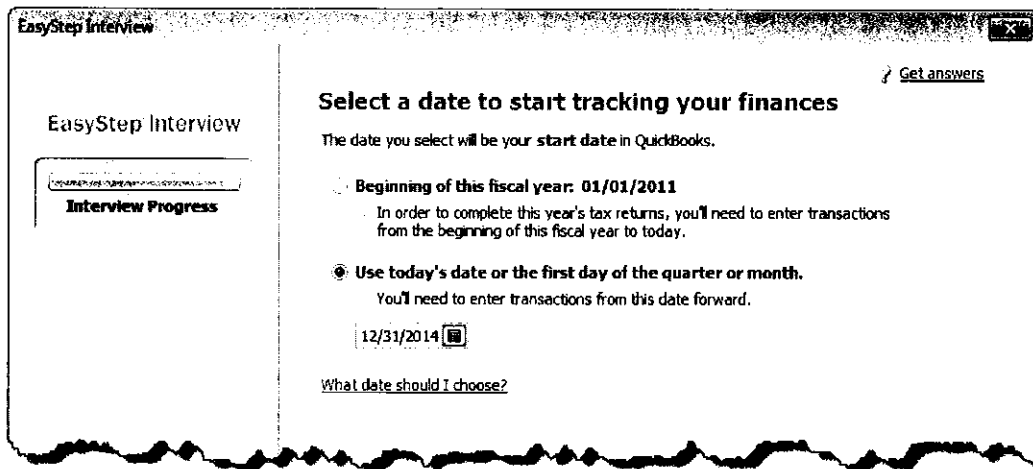 EasyStep Interview
X
Get answers
Select a date to start tracking your finances
EasyStep Interview
The date you select will be your start date in QuickBooks.
Interview Progress
Beginning of this fiscal year: 01/01/2011
In order to complete this year's tax returns, you'll need to enter transactions
from the beginning of this fiscal year to today.
Use today's date or the first day of the quarter or month.
You'll need to enter transactions from this date forward.
12/31/2014
What date should I choose?